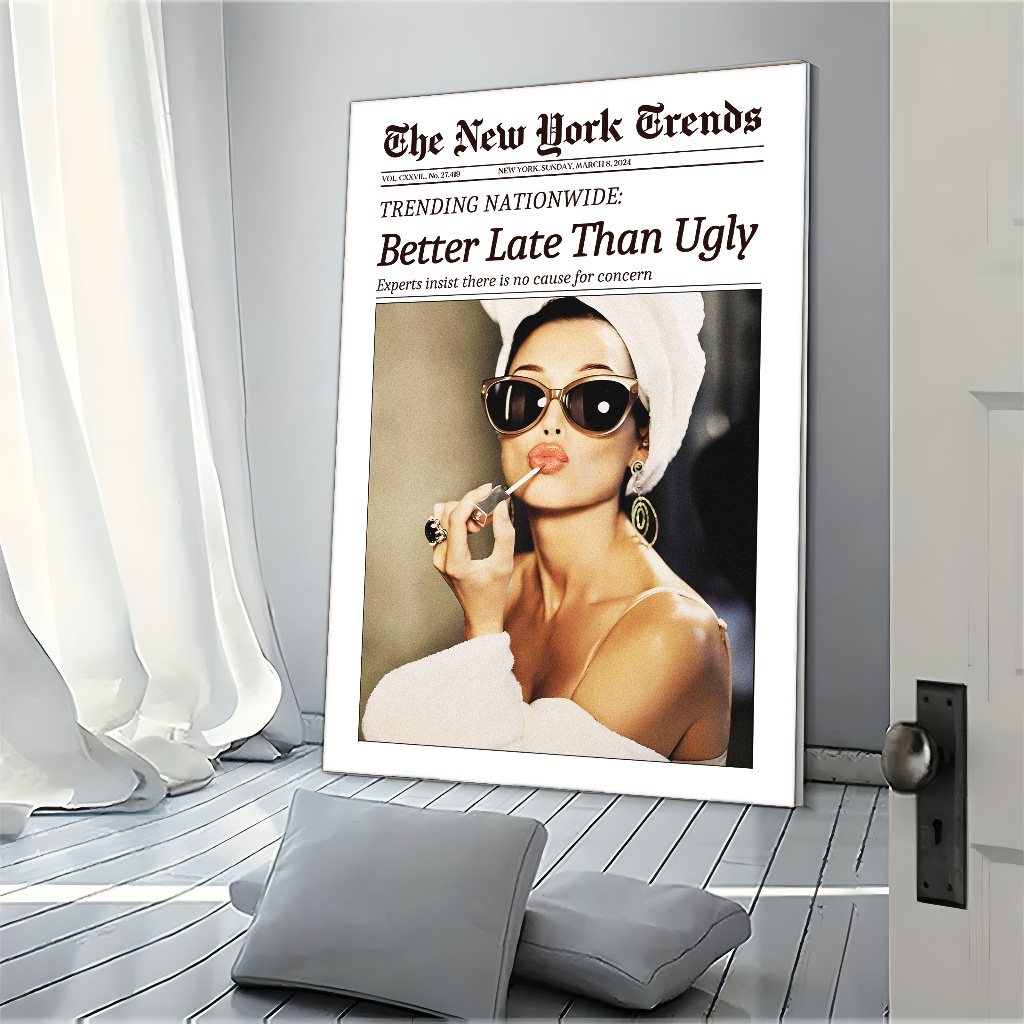 The New York Trends
VOL. CXXVII... No. 27.419 NEW YORK, SUNDAY, MARCH 8, 2024
TRENDING NATIONWIDE:
Better Late Than Ugly
Experts insist there is no cause for concern